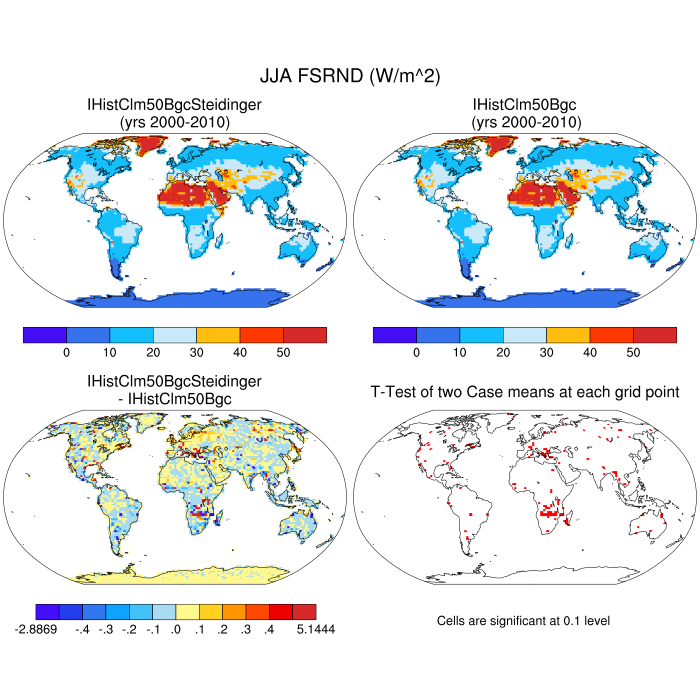 JJA FSRND (W/m^2)
IHistClm50BgcSteidinger
(yrs 2000-2010)
IHistClm50Bgc
(yrs 2000-2010)
0 10 20 30 40 50
0 10 20 30 40 50
IHistClm50BgcSteidinger
- IHistClm50Bgc
T-Test of two Case means at each grid point
-2.8869 -.4 -.3 -.2 -.1 .0 .1 .2 .3 .4 5.1444
Cells are significant at 0.1 level